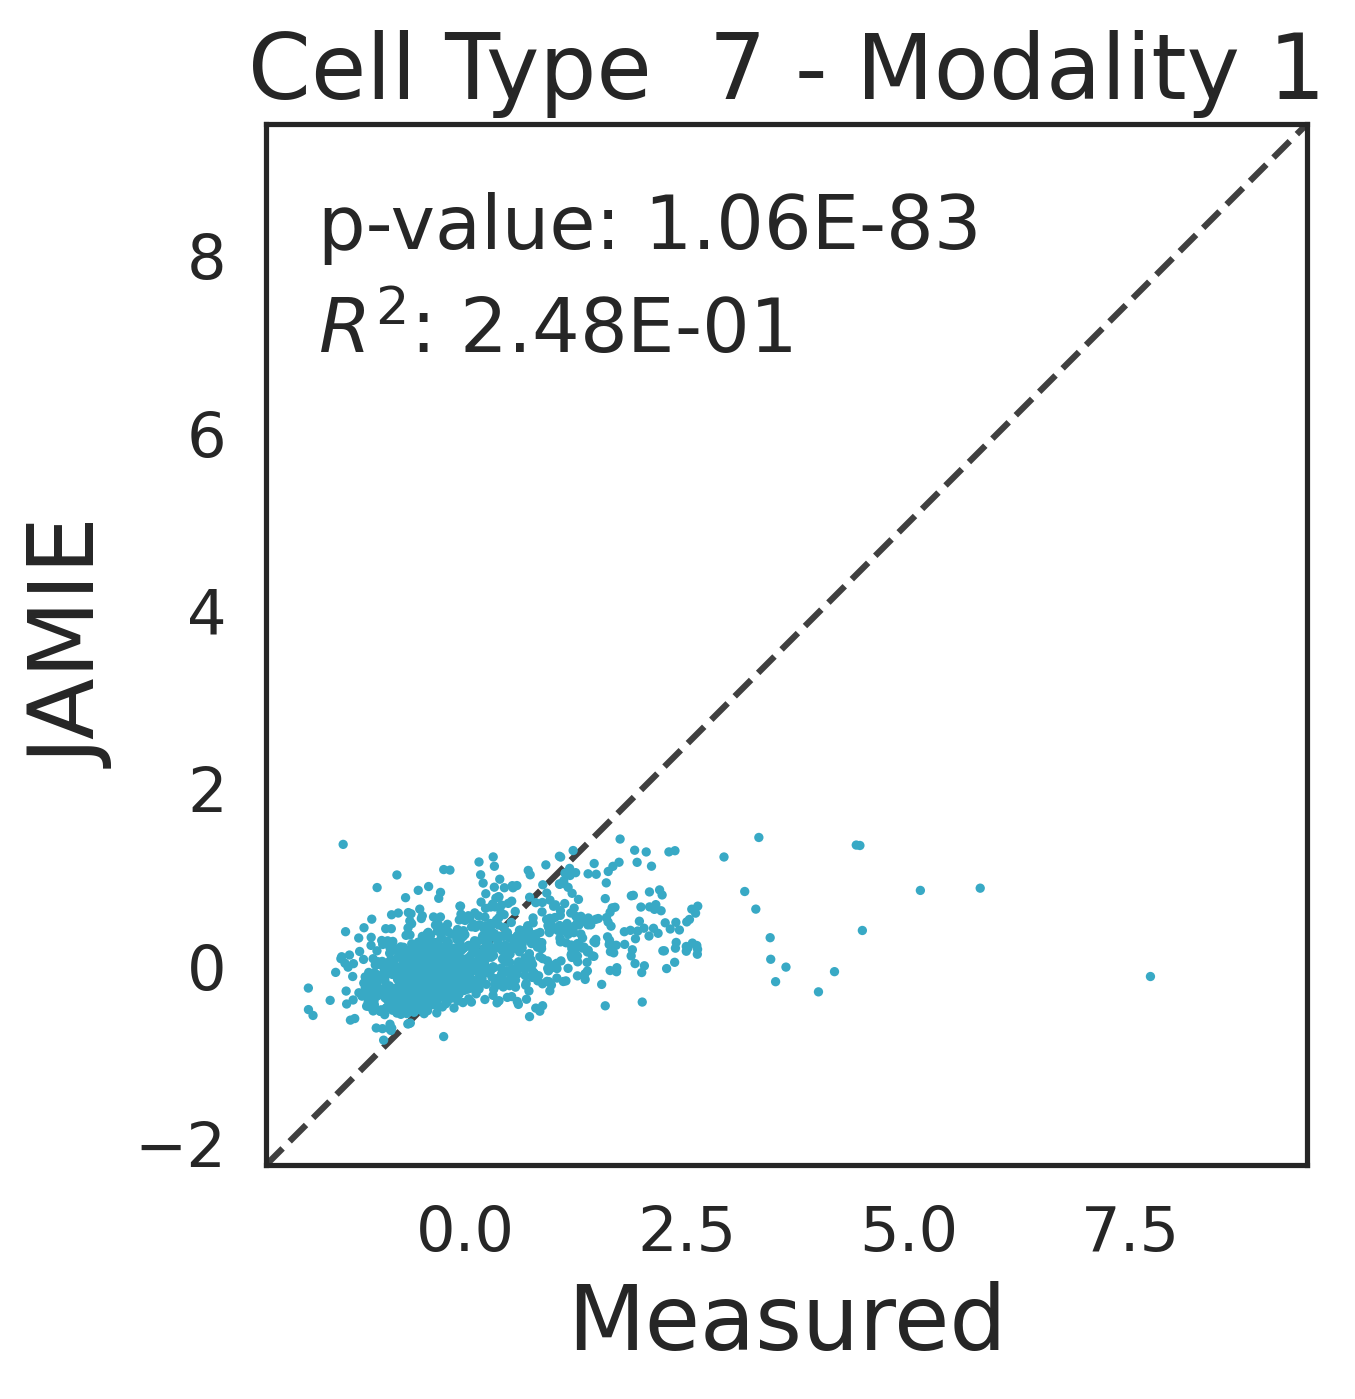 Cell Type  7 - Modality 1
p-value: 1.06E-83
R²: 2.48E-01
8
6
4
2
0
−2
JAMIE
0.0 2.5 5.0 7.5
Measured